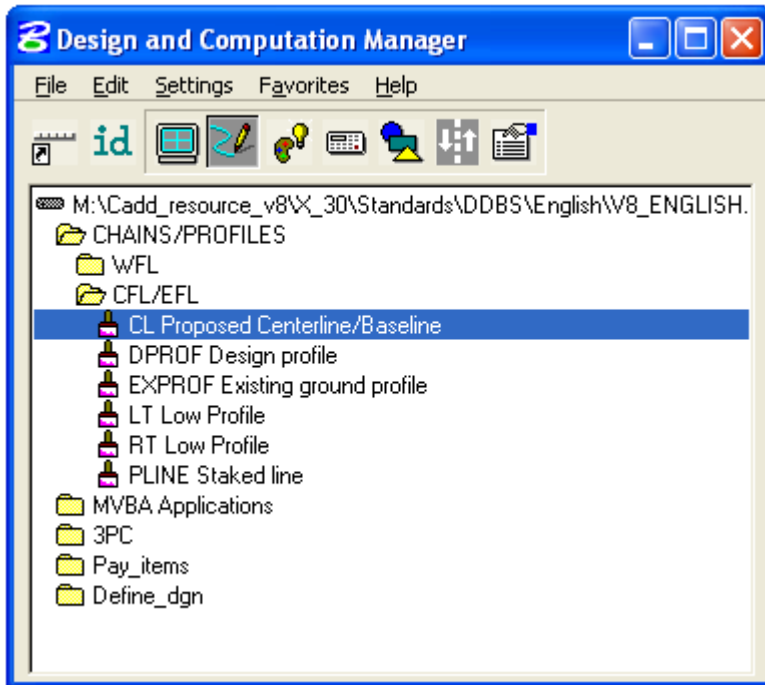 Design and Computation Manager
File Edit Settings Favorites Help
id
M:\Cadd_resource_v8\X_30\Standards\DDBS\English\V8_ENGLISH.
CHAINS/PROFILES
WFL
CFL/EFL
CL Proposed Centerline/Baseline
DPROF Design profile
EXPROF Existing ground profile
LT Low Profile
RT Low Profile
PLINE Staked line
MVBA Applications
3PC
Pay_items
Define_dgn